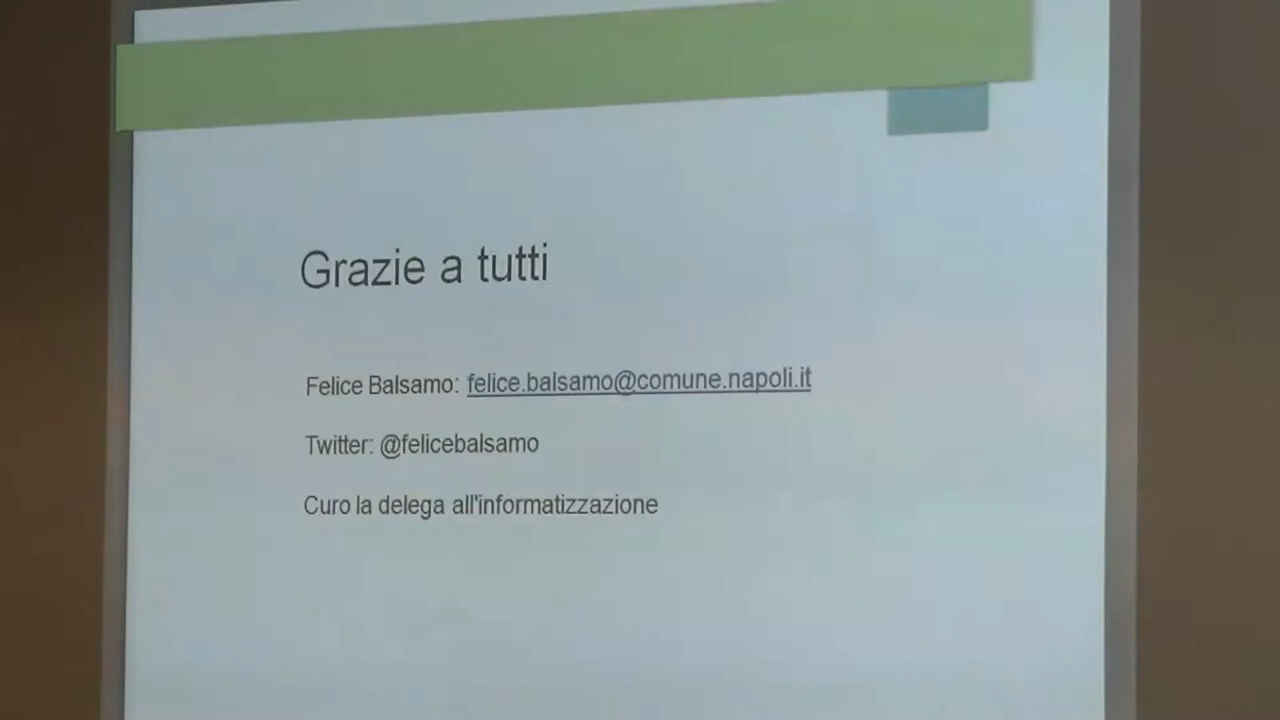 Grazie a tutti
Felice Balsamo: felice.balsamo@comune.napoli.it
Twitter: @felicebalsamo
Curo la delega all'informatizzazione